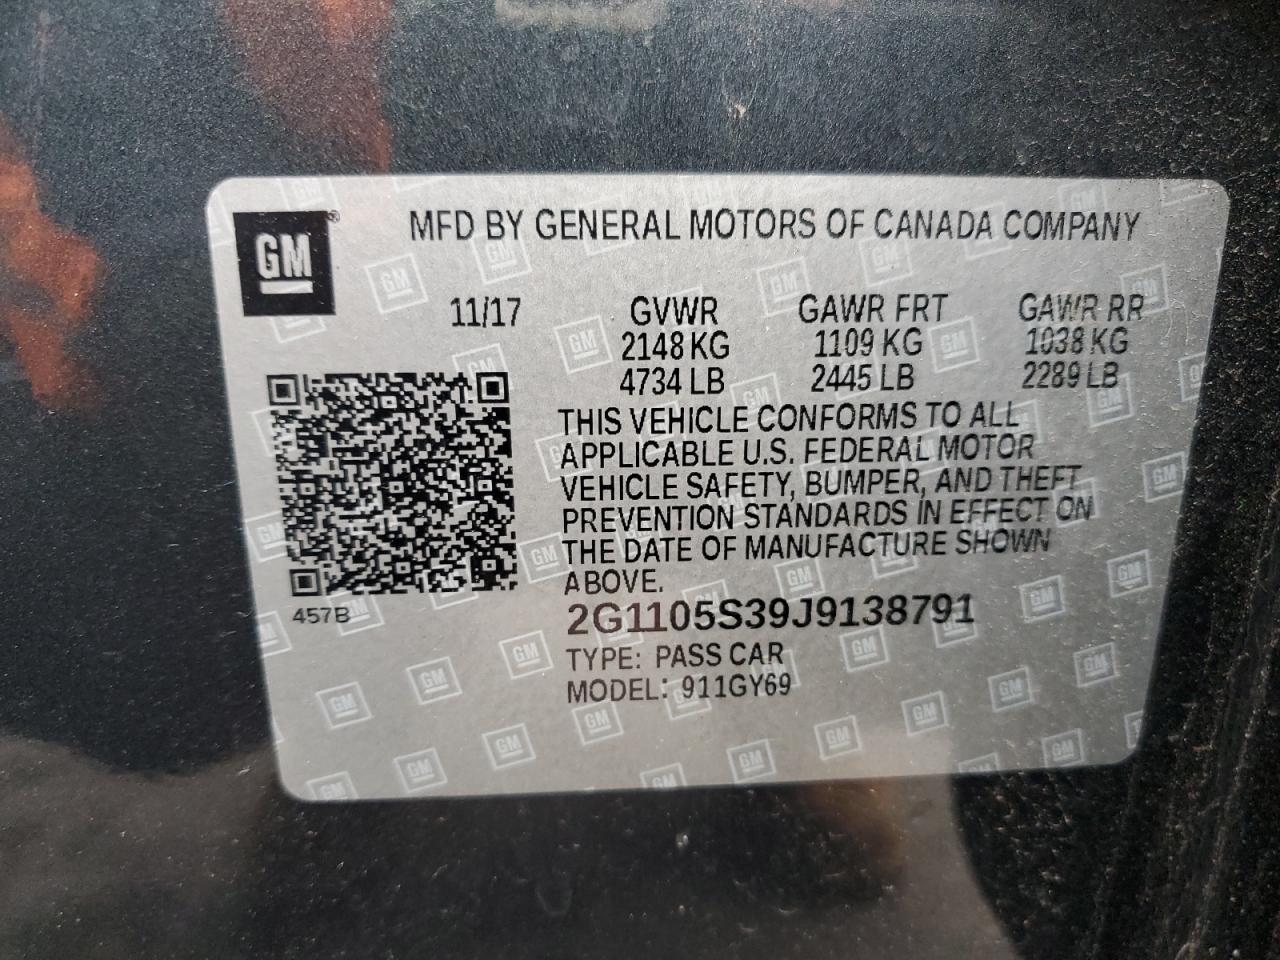 GM®
MFD BY GENERAL MOTORS OF CANADA COMPANY
11/17 GVWR GAWR FRT GAWR RR
2148 KG 1109 KG 1038 KG
4734 LB 2445 LB 2289 LB
THIS VEHICLE CONFORMS TO ALL
APPLICABLE U.S. FEDERAL MOTOR
VEHICLE SAFETY, BUMPER, AND THEFT
PREVENTION STANDARDS IN EFFECT ON
THE DATE OF MANUFACTURE SHOWN
ABOVE.
457B
2G1105S39J9138791
TYPE: PASS CAR
MODEL: 911GY69